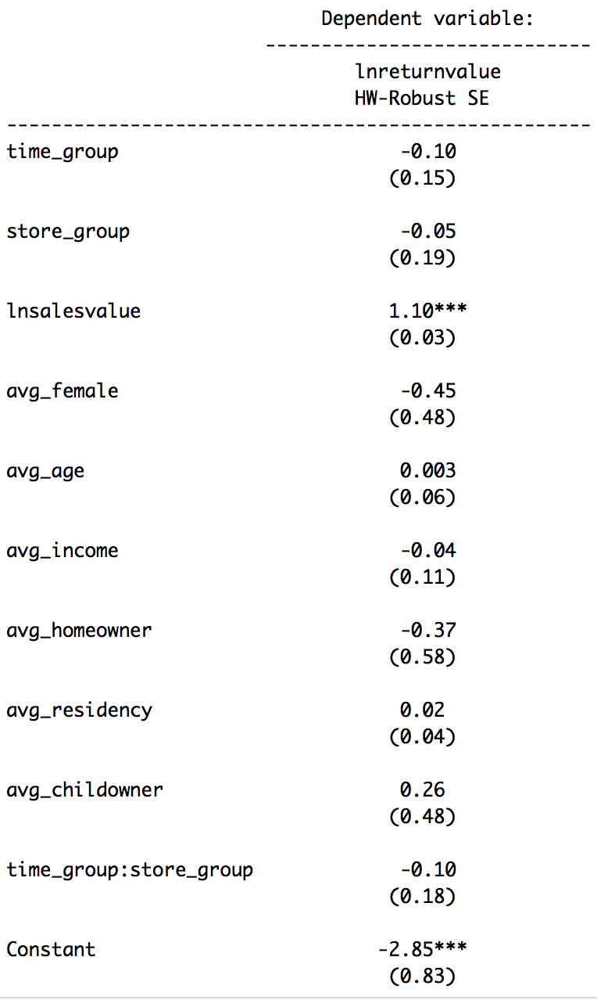 Dependent variable:
-----------------------------
lnreturnvalue
HW-Robust SE
----------------------------------------------------
time_group -0.10
(0.15)
store_group -0.05
(0.19)
lnsalesvalue 1.10***
(0.03)
avg_female -0.45
(0.48)
avg_age 0.003
(0.06)
avg_income -0.04
(0.11)
avg_homeowner -0.37
(0.58)
avg_residency 0.02
(0.04)
avg_childowner 0.26
(0.48)
time_group:store_group -0.10
(0.18)
Constant -2.85***
(0.83)